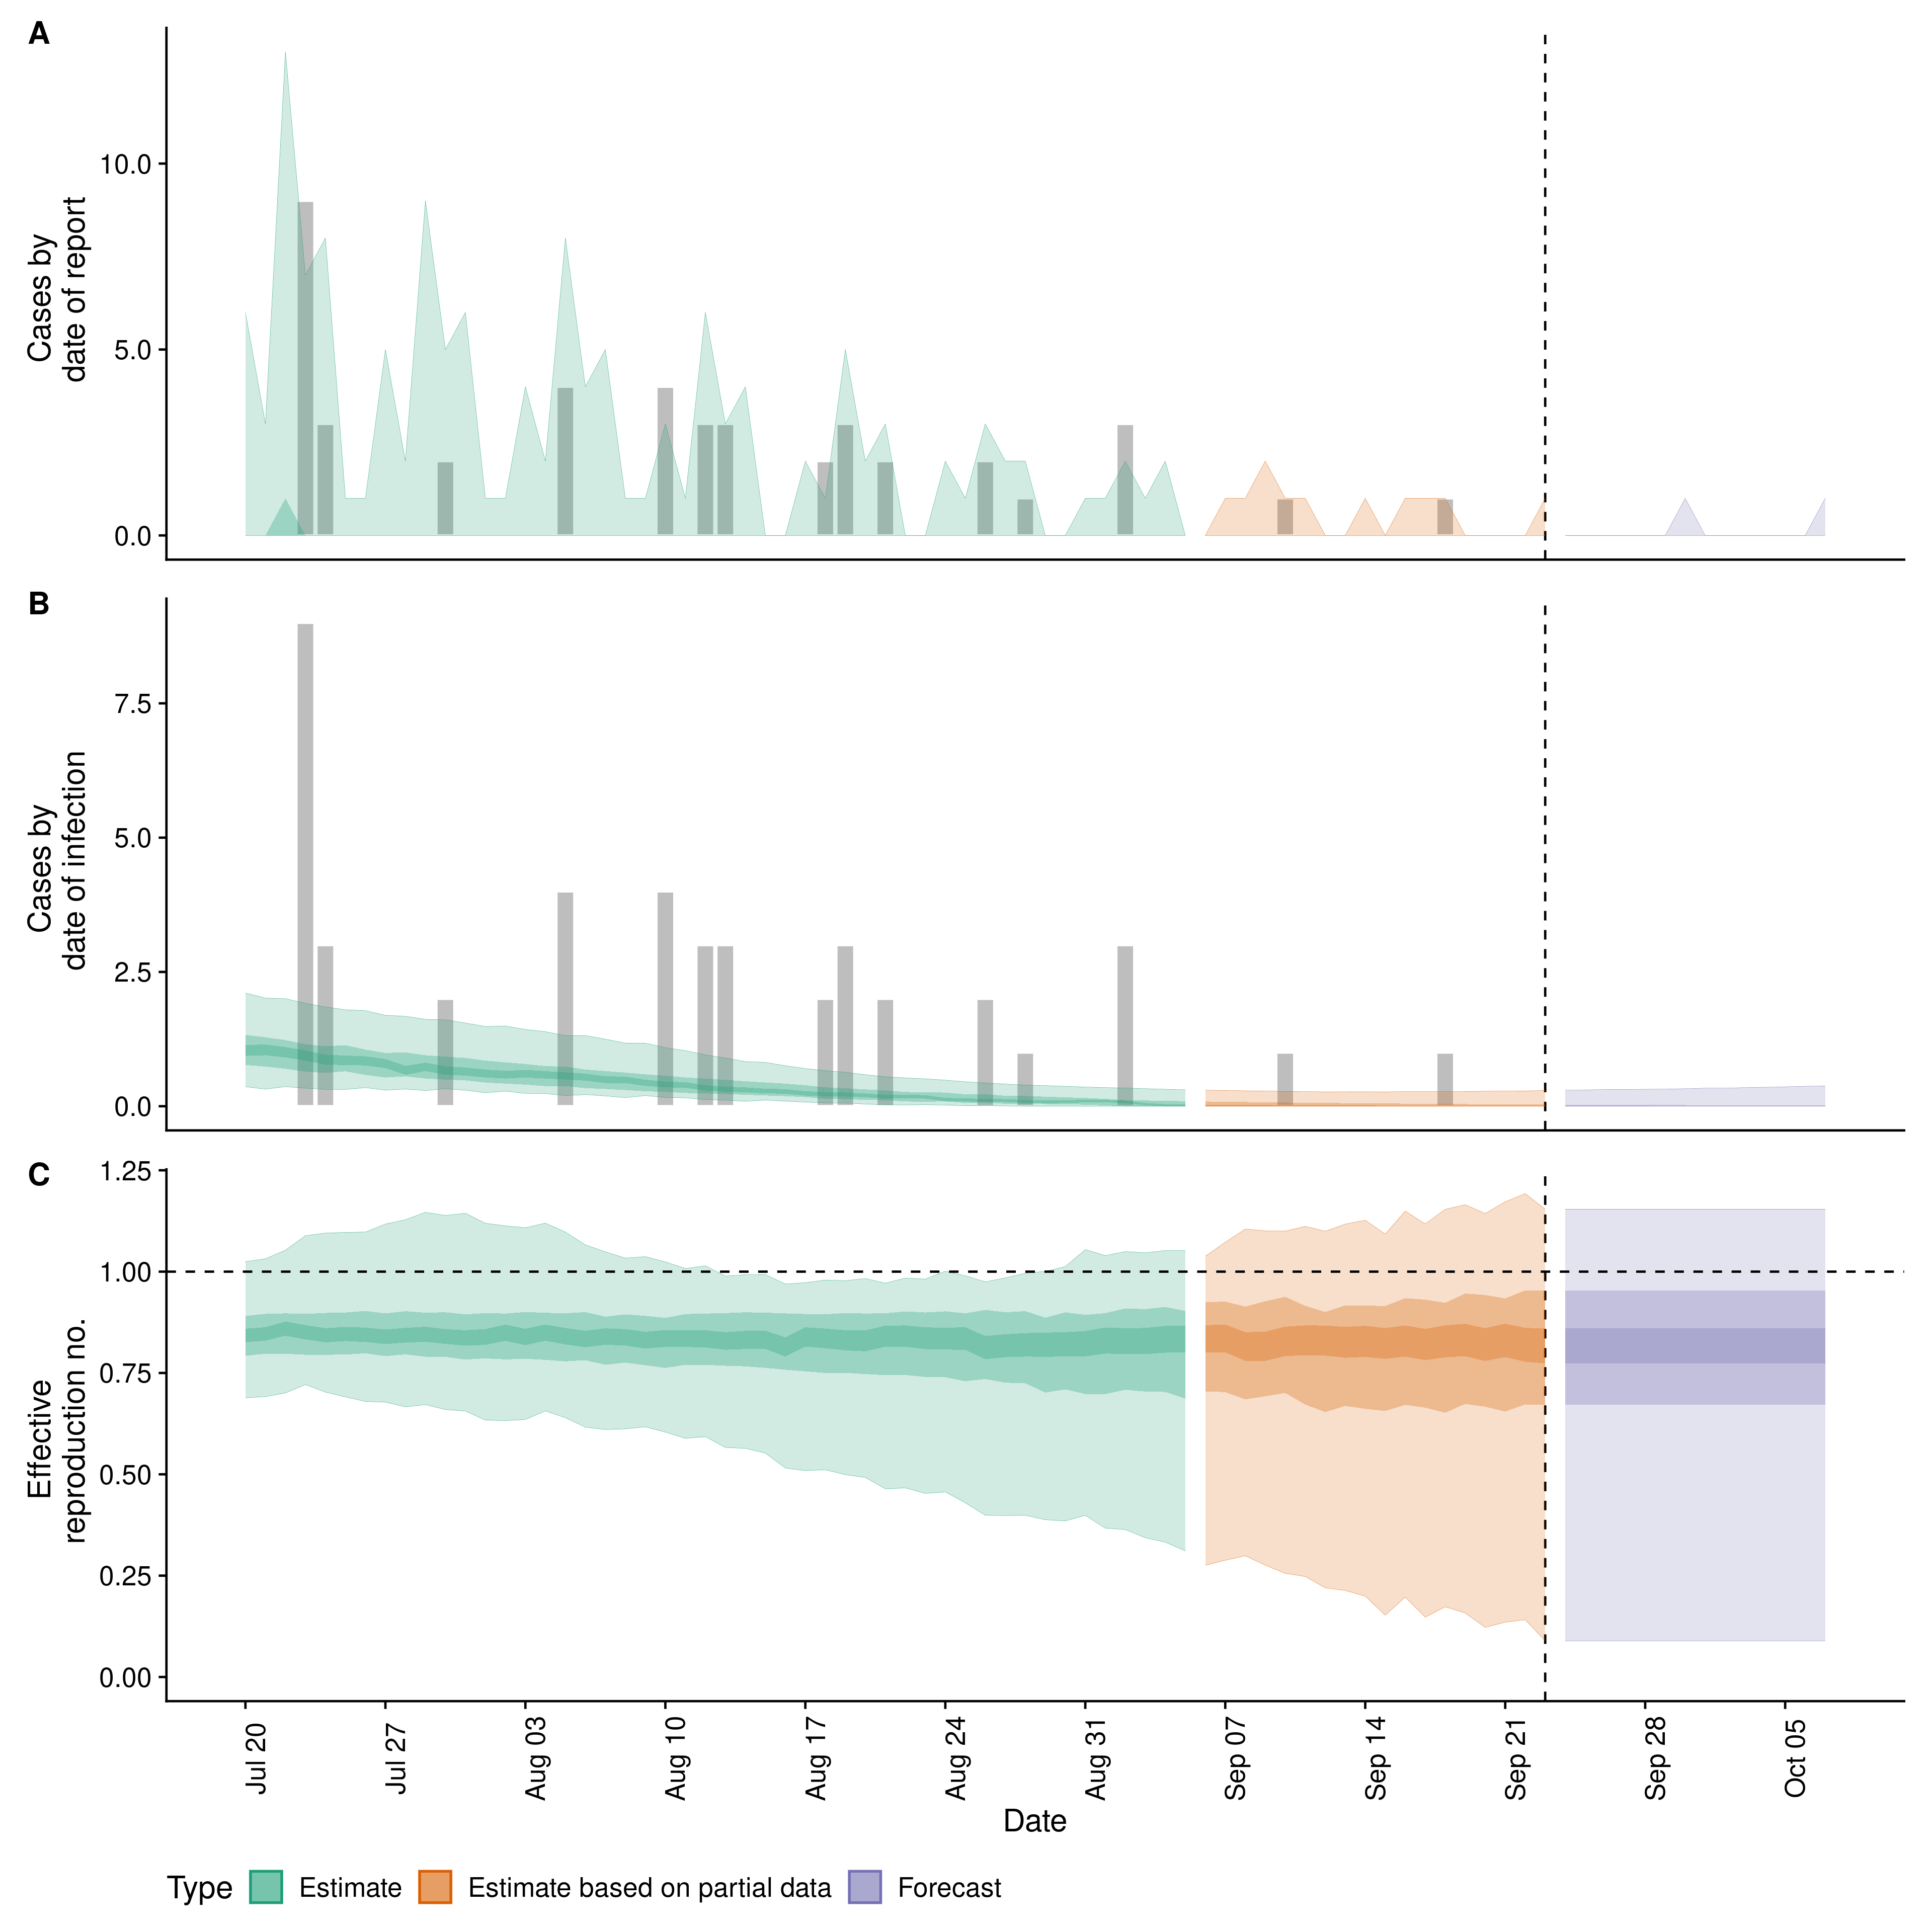 A
Cases by
date of report
10.0
5.0
0.0
B
Cases by
date of infection
7.5
5.0
2.5
0.0
C
Effective
reproduction no.
1.25
1.00
0.75
0.50
0.25
0.00
Jul 20
Jul 27
Aug 03
Aug 10
Aug 17
Aug 24
Aug 31
Sep 07
Sep 14
Sep 21
Sep 28
Oct 05
Date
Type
Estimate
Estimate based on partial data
Forecast